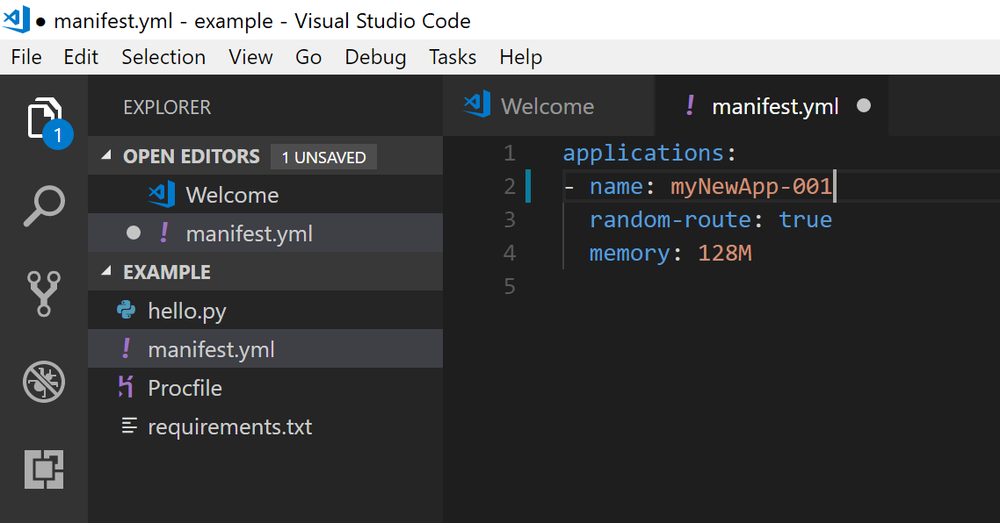 ● manifest.yml - example - Visual Studio Code
File Edit Selection View Go Debug Tasks Help
1
EXPLORER
OPEN EDITORS 1 UNSAVED
Welcome
● ! manifest.yml
EXAMPLE
hello.py
! manifest.yml
Procfile
requirements.txt
Welcome ! manifest.yml ●
1 applications:
2 - name: myNewApp-001
3 random-route: true
4 memory: 128M
5